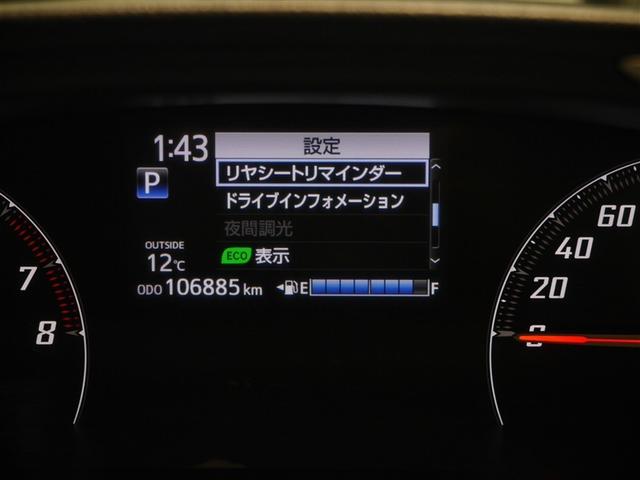 1:43
設定
P
リヤシートリマインダー
ドライブインフォメーション
夜間調光
ECO 表示
OUTSIDE
12℃
ODO 106885 km
E F
7
8
60
40
20
0